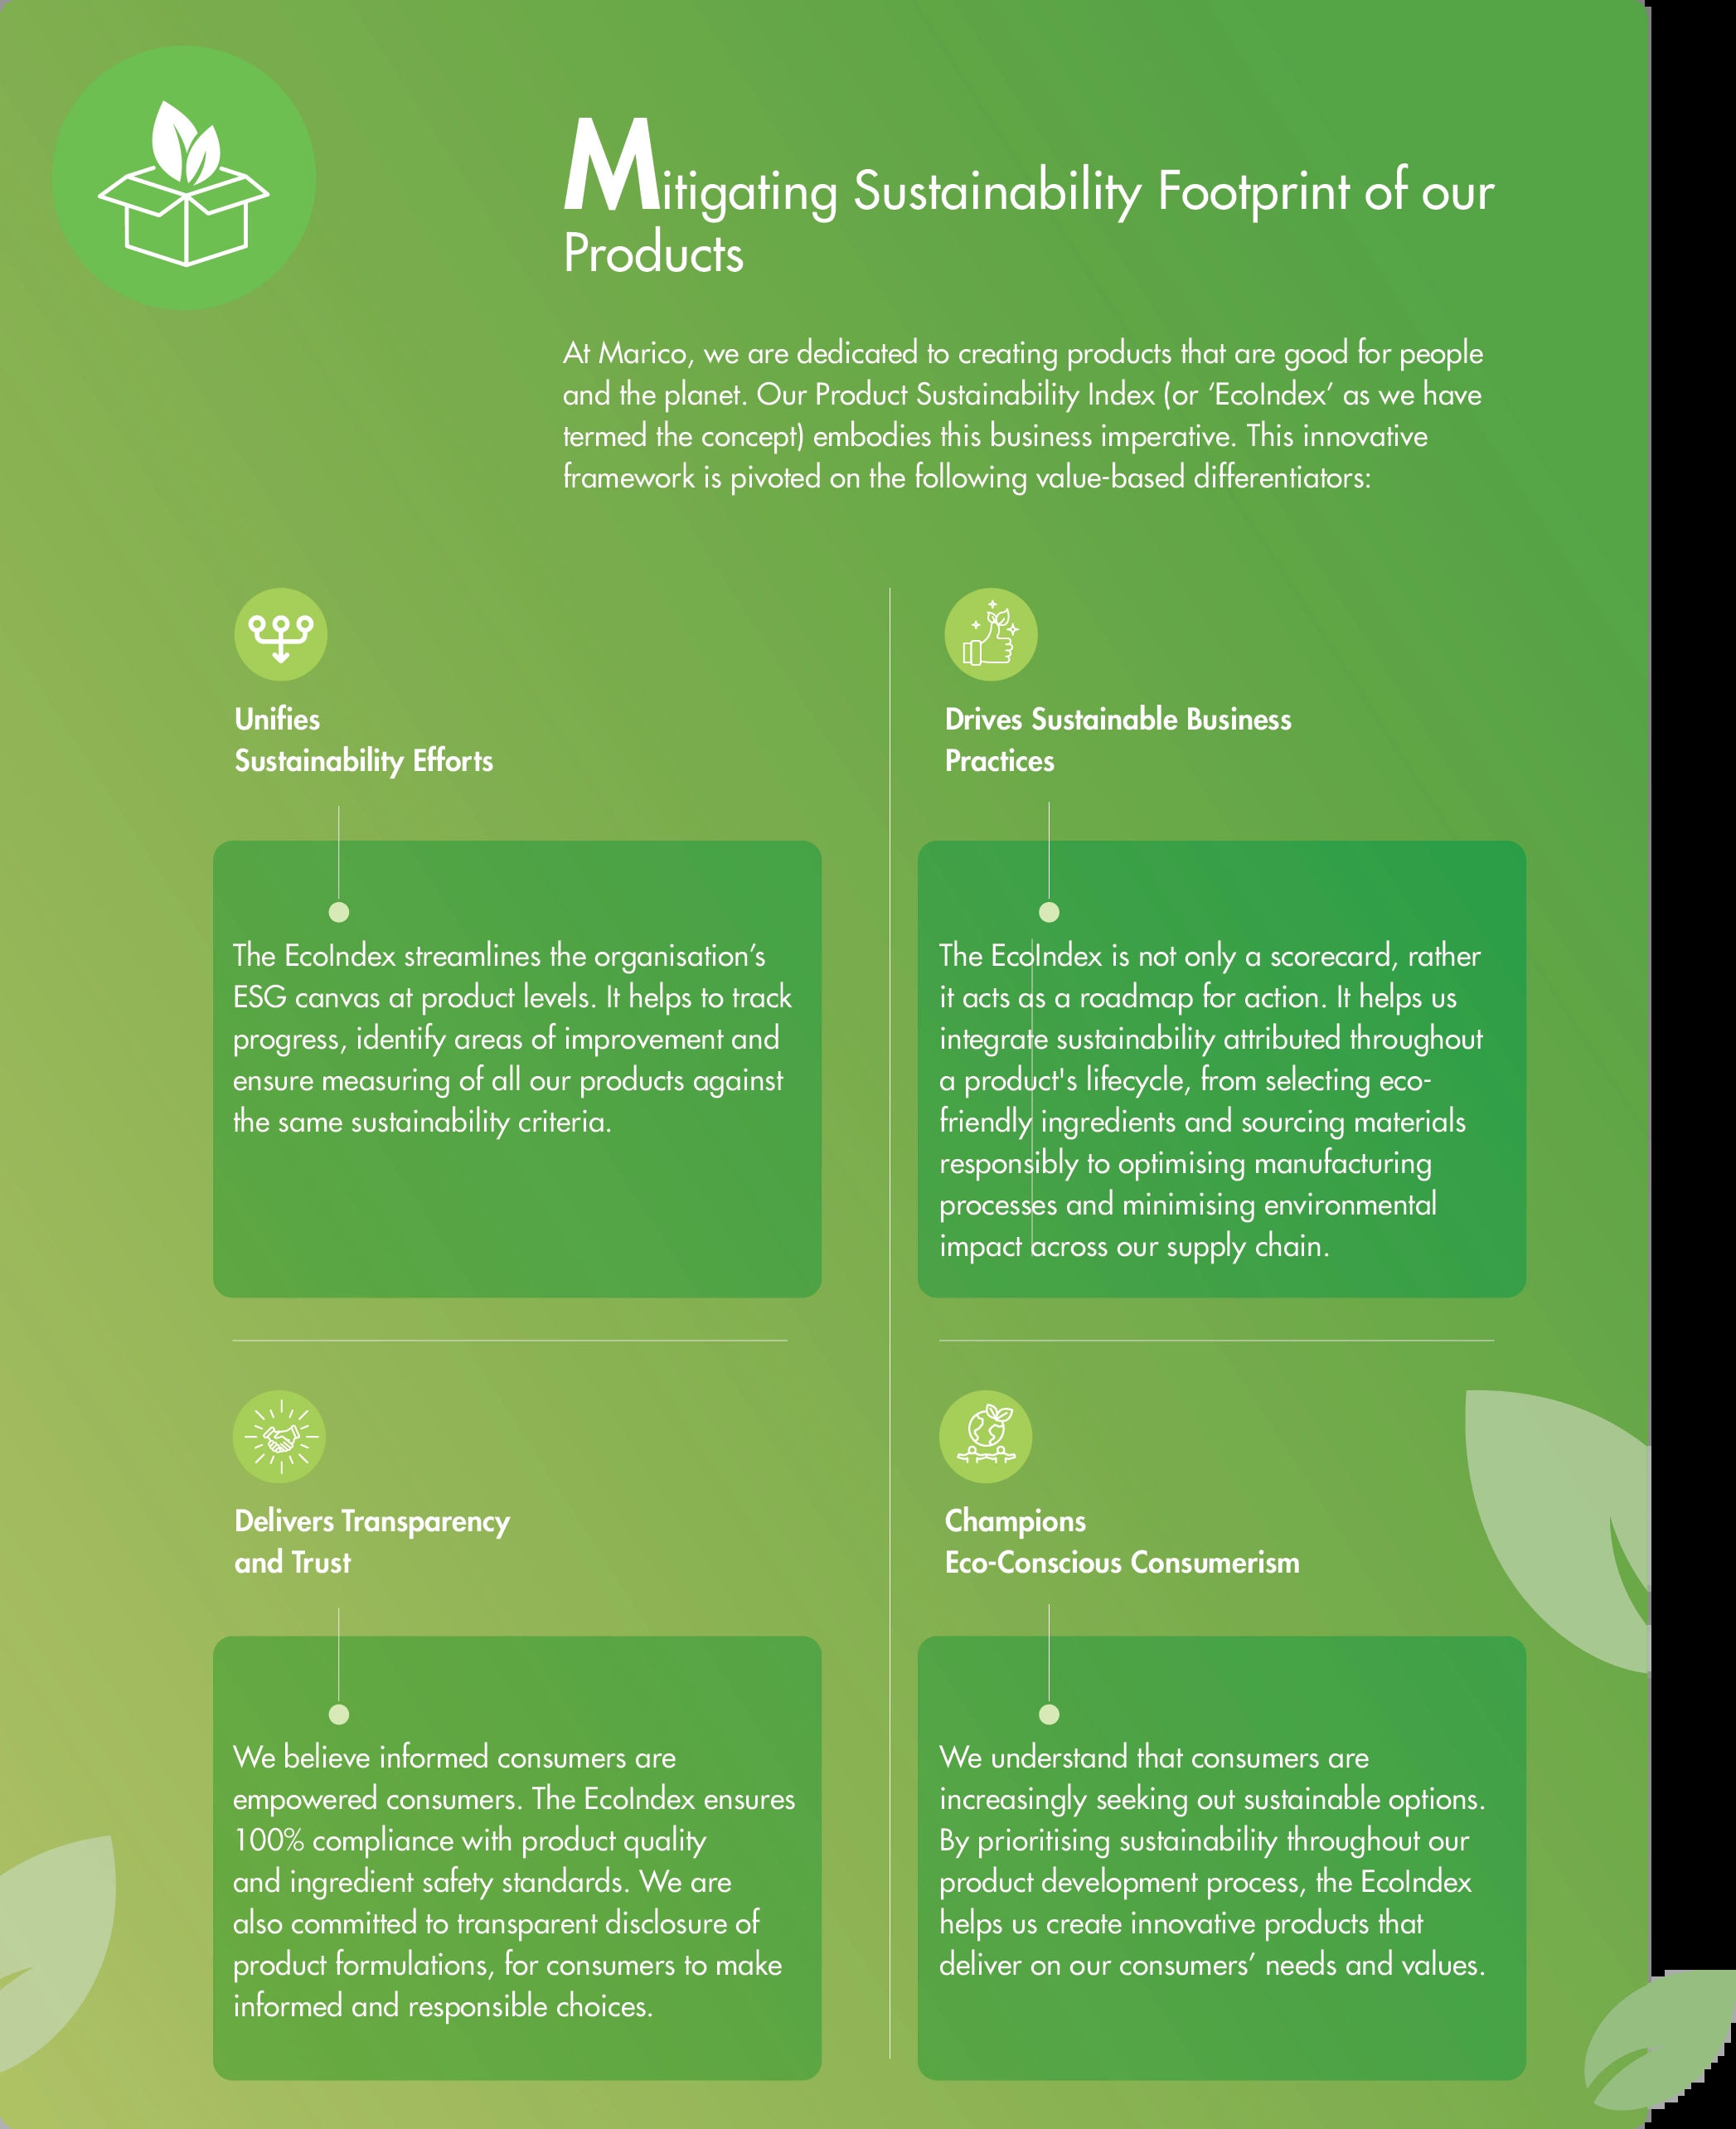 Mitigating Sustainability Footprint of our
Products
At Marico, we are dedicated to creating products that are good for people
and the planet. Our Product Sustainability Index (or ‘EcoIndex’ as we have
termed the concept) embodies this business imperative. This innovative
framework is pivoted on the following value-based differentiators:
Unifies
Sustainability Efforts
The EcoIndex streamlines the organisation’s
ESG canvas at product levels. It helps to track
progress, identify areas of improvement and
ensure measuring of all our products against
the same sustainability criteria.
Drives Sustainable Business
Practices
The EcoIndex is not only a scorecard, rather
it acts as a roadmap for action. It helps us
integrate sustainability attributed throughout
a product's lifecycle, from selecting eco-
friendly ingredients and sourcing materials
responsibly to optimising manufacturing
processes and minimising environmental
impact across our supply chain.
Delivers Transparency
and Trust
We believe informed consumers are
empowered consumers. The EcoIndex ensures
100% compliance with product quality
and ingredient safety standards. We are
also committed to transparent disclosure of
product formulations, for consumers to make
informed and responsible choices.
Champions
Eco-Conscious Consumerism
We understand that consumers are
increasingly seeking out sustainable options.
By prioritising sustainability throughout our
product development process, the EcoIndex
helps us create innovative products that
deliver on our consumers’ needs and values.